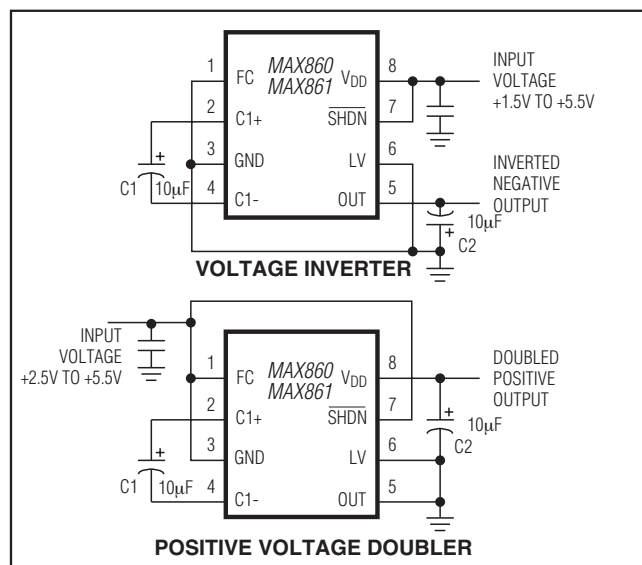 1
FC
2
C1+
3
GND
4
C1-
MAX860
MAX861
8
VDD
7
SHDN
6
LV
5
OUT
+
C1
10µF
INPUT
VOLTAGE
+1.5V TO +5.5V
INVERTED
NEGATIVE
OUTPUT
10µF
+
C2
VOLTAGE INVERTER
INPUT
VOLTAGE
+2.5V TO +5.5V
1
FC
2
C1+
3
GND
4
C1-
MAX860
MAX861
8
VDD
7
SHDN
6
LV
5
OUT
+
C1
10µF
DOUBLED
POSITIVE
OUTPUT
+
10µF
C2
POSITIVE VOLTAGE DOUBLER